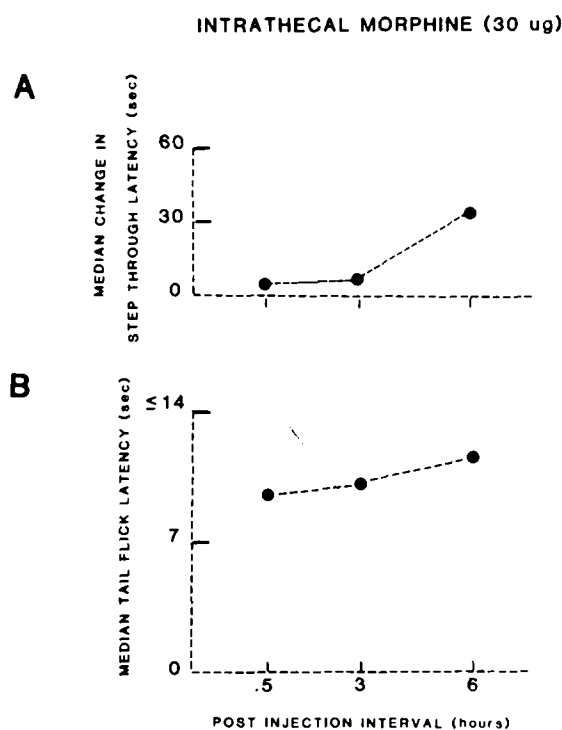 INTRATHECAL MORPHINE (30 ug)
A
MEDIAN CHANGE IN
STEP THROUGH LATENCY (sec)
60
30
0
B
MEDIAN TAIL FLICK LATENCY (sec)
≤ 14
7
0
.5 3 6
POST INJECTION INTERVAL (hours)